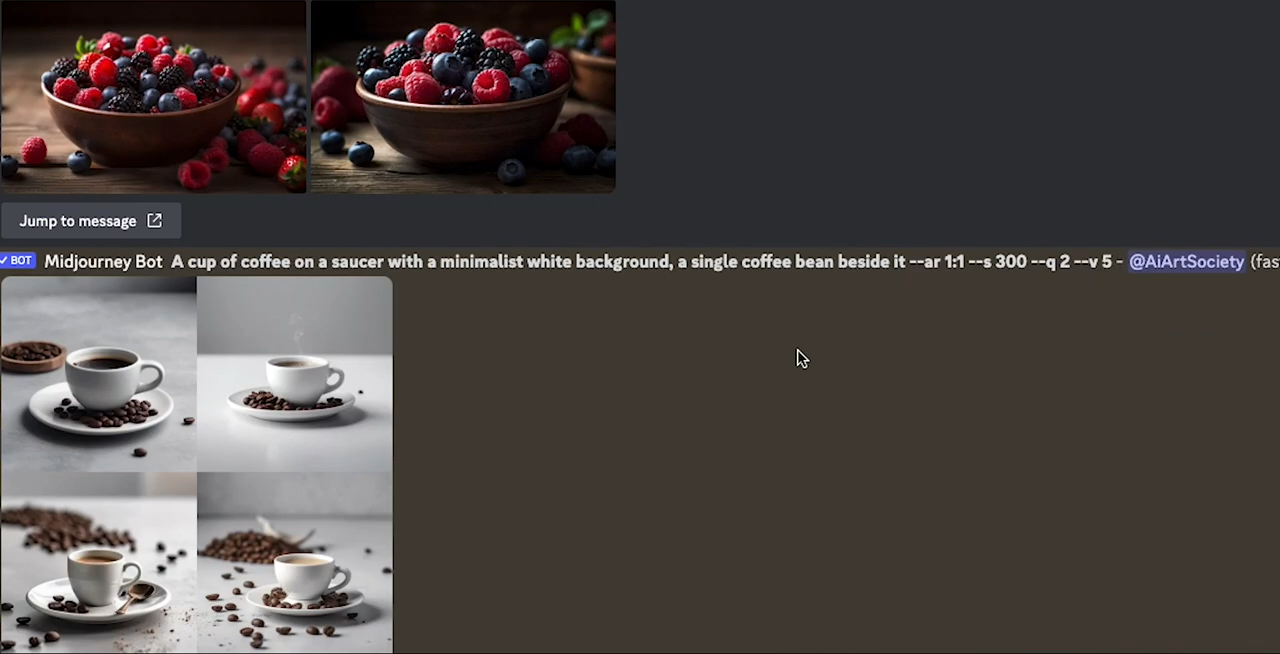 Jump to message
BOT Midjourney Bot A cup of coffee on a saucer with a minimalist white background, a single coffee bean beside it --ar 1:1 --s 300 --q 2 --v 5 - @AiArtSociety (fas